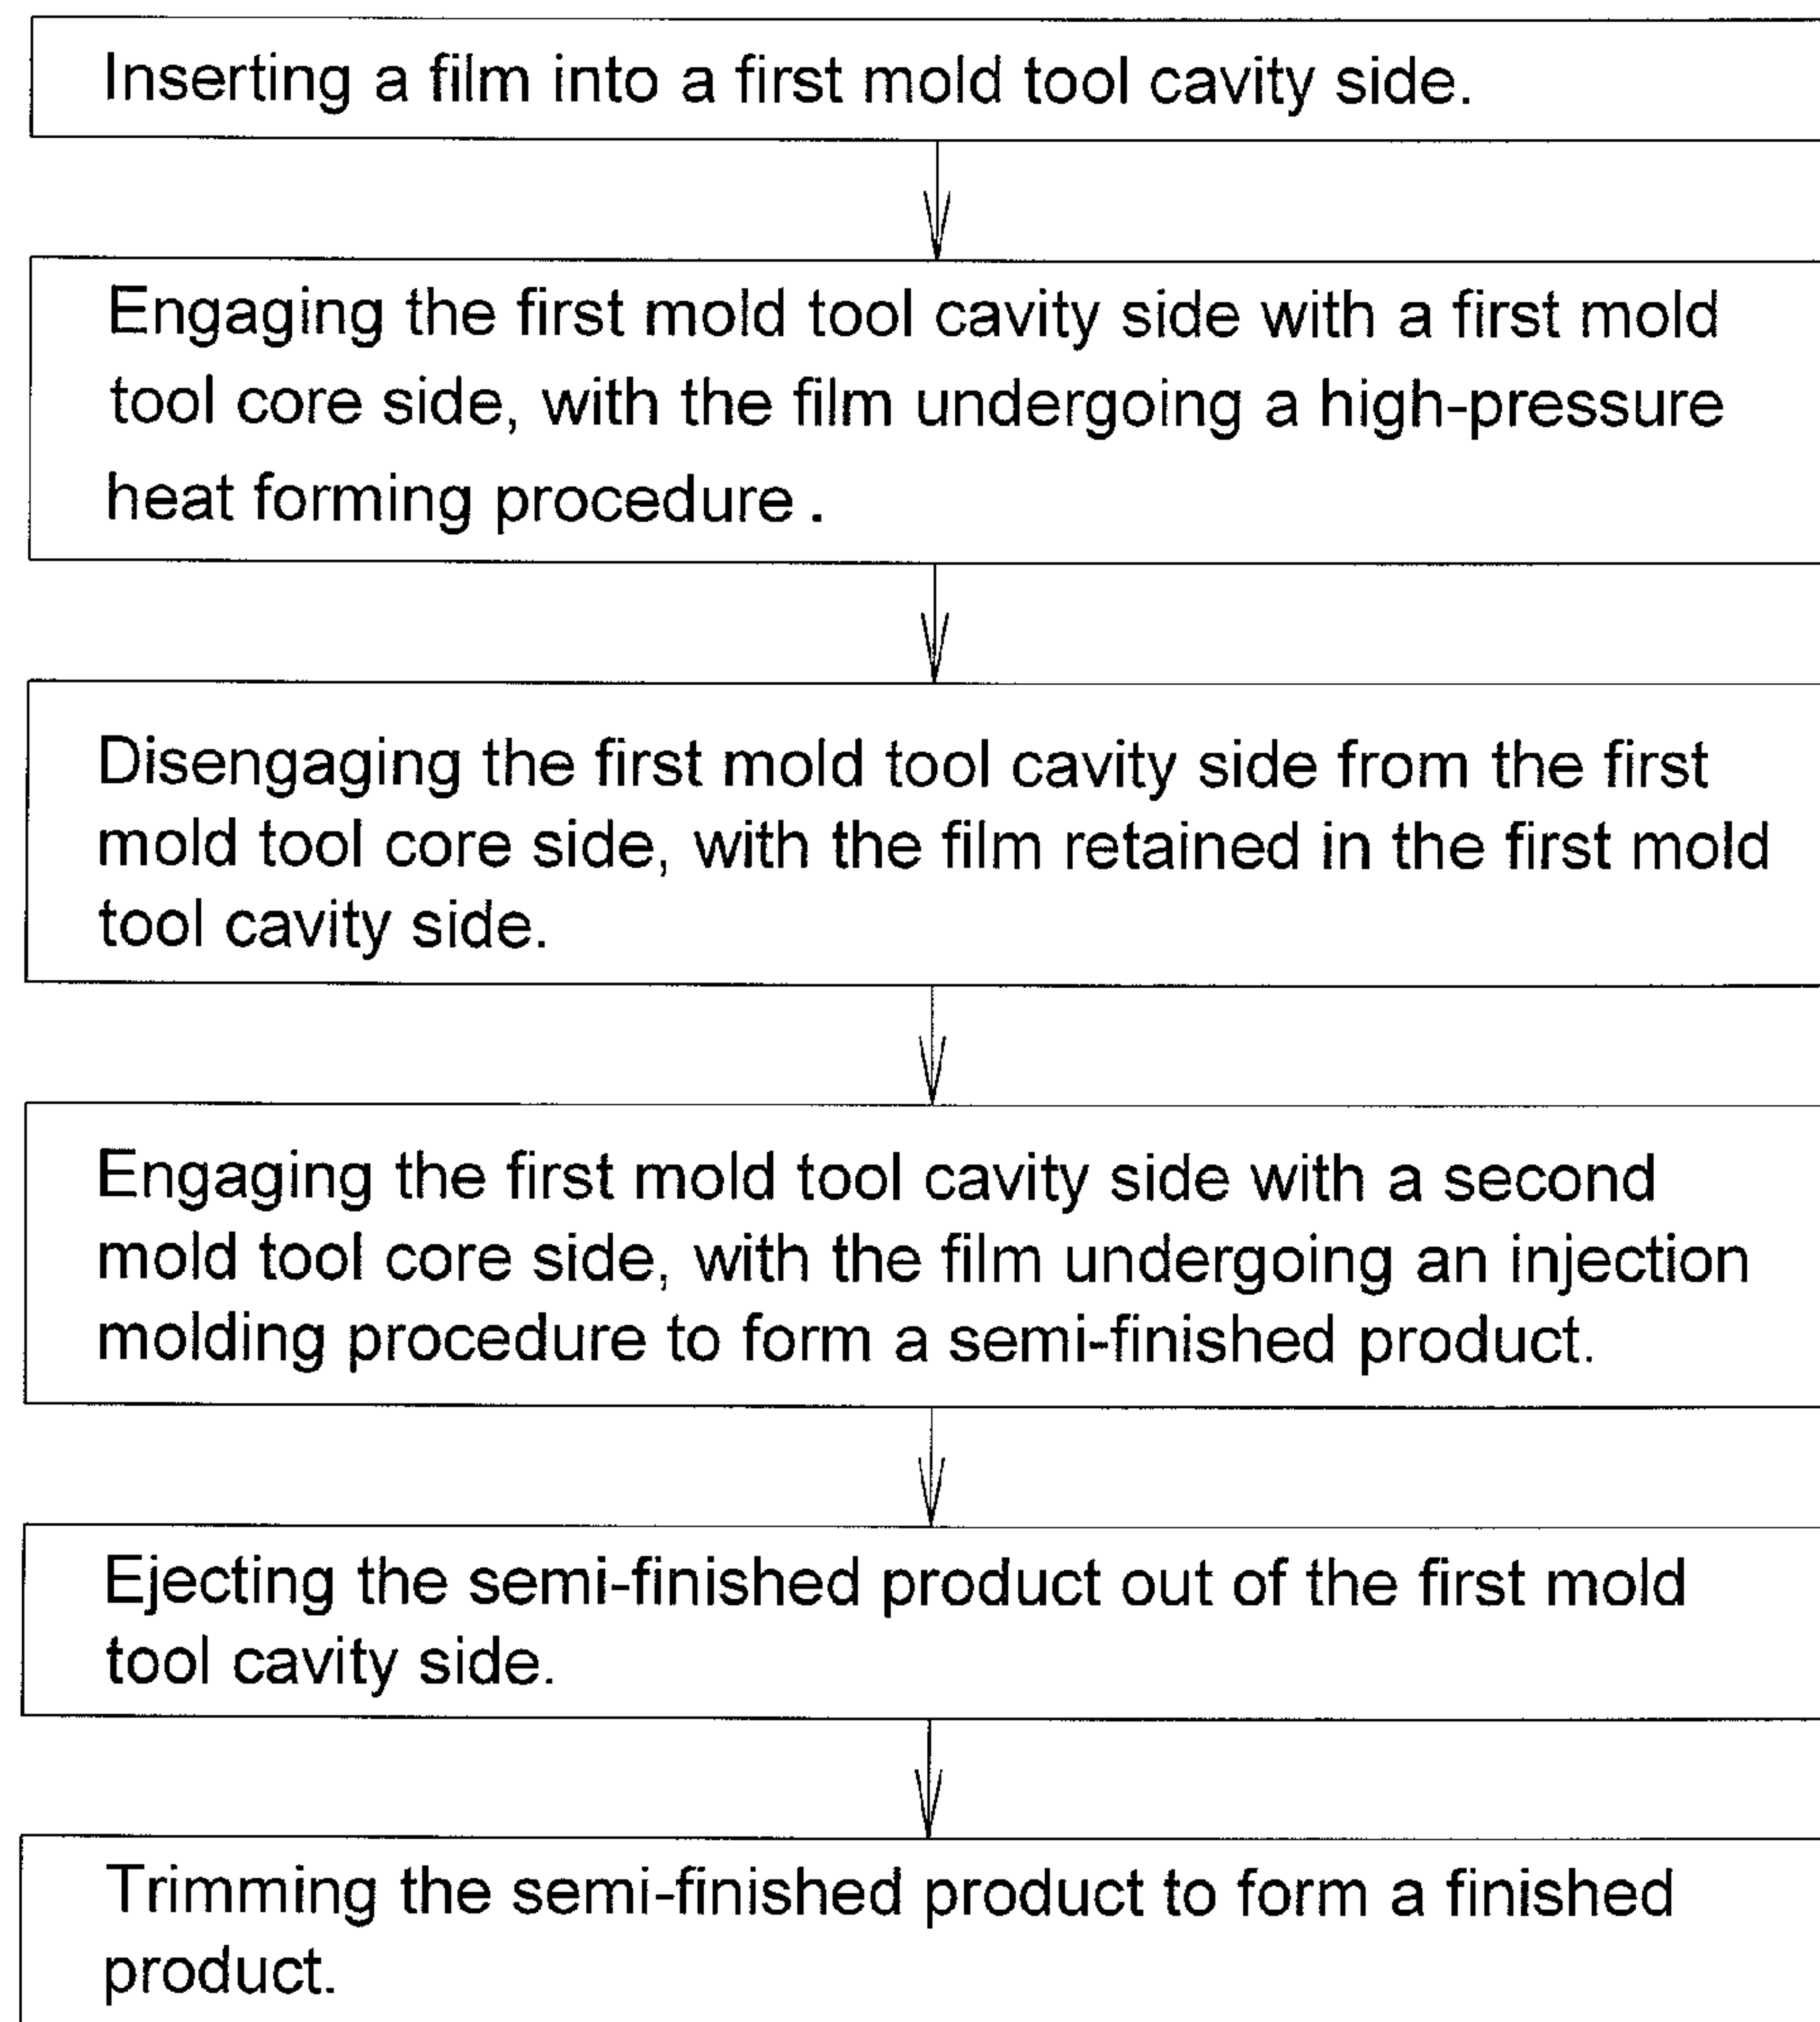 Inserting a film into a first mold tool cavity side.
Engaging the first mold tool cavity side with a first mold
tool core side, with the film undergoing a high-pressure
heat forming procedure .
Disengaging the first mold tool cavity side from the first
mold tool core side, with the film retained in the first mold
tool cavity side.
Engaging the first mold tool cavity side with a second
mold tool core side, with the film undergoing an injection
molding procedure to form a semi-finished product.
Ejecting the semi-finished product out of the first mold
tool cavity side.
Trimming the semi-finished product to form a finished
product.